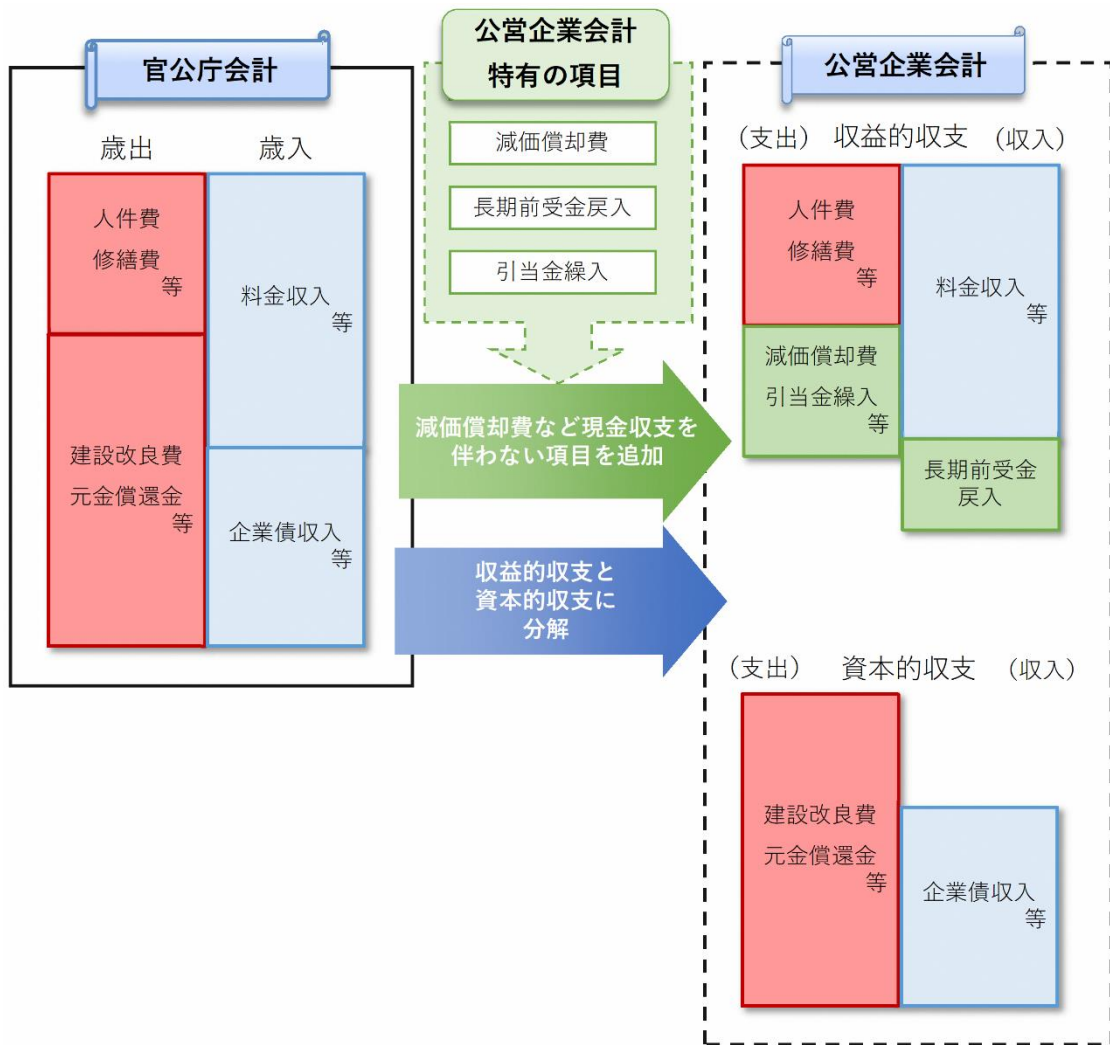 官公庁会計
歳出
歳入
人件費
修繕費
等
建設改良費
元金償還金
等
料金収入
等
企業債収入
等
公営企業会計
特有の項目
減価償却費
長期前受金戻入
引当金繰入
減価償却費など現金収支を
伴わない項目を追加
収益的収支と
資本的収支に
分解
公営企業会計
（支出） 収益的収支 （収入）
人件費
修繕費
等
減価償却費
引当金繰入
等
料金収入
等
長期前受金
戻入
（支出） 資本的収支 （収入）
建設改良費
元金償還金
等
企業債収入
等